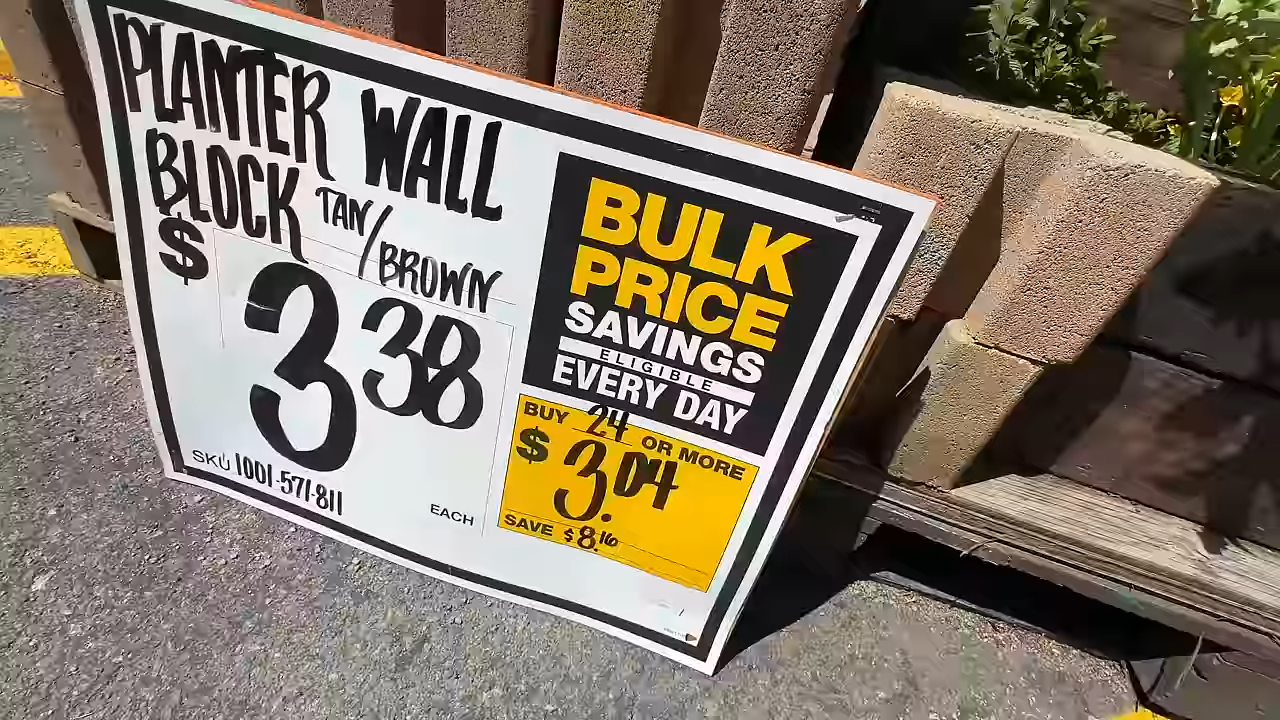 PLANTER WALL
BLOCK TAN/BROWN
$3 38
SKU 1001-571-811
EACH
BULK
PRICE
SAVINGS
ELIGIBLE
EVERY DAY
BUY 24 OR MORE
$3.04
SAVE $8.16